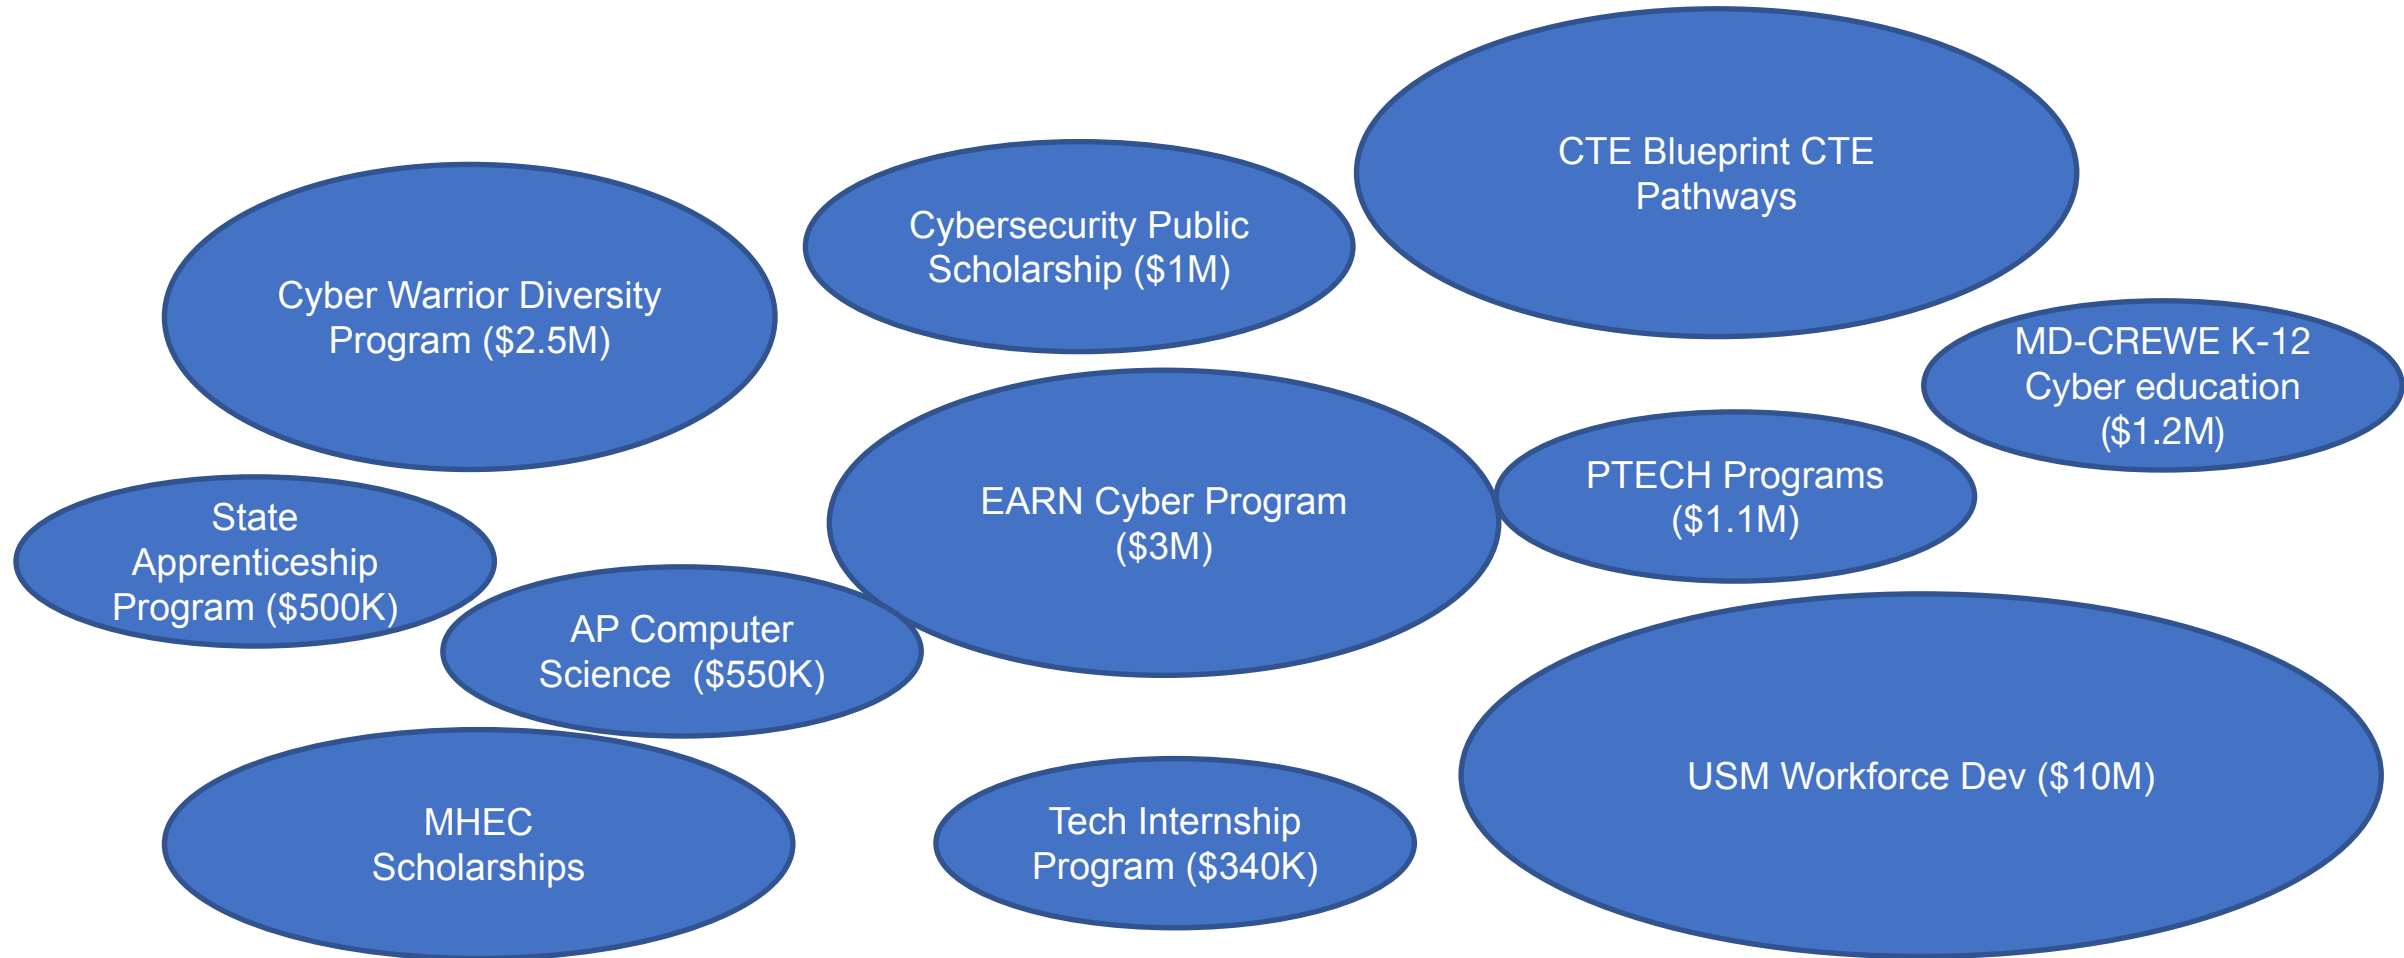 CTE Blueprint CTE
Pathways
Cybersecurity Public
Scholarship ($1M)
Cyber Warrior Diversity
Program ($2.5M)
MD-CREWE K-12
Cyber education
($1.2M)
EARN Cyber Program
($3M)
PTECH Programs
($1.1M)
State
Apprenticeship
Program ($500K)
AP Computer
Science  ($550K)
USM Workforce Dev ($10M)
MHEC
Scholarships
Tech Internship
Program ($340K)